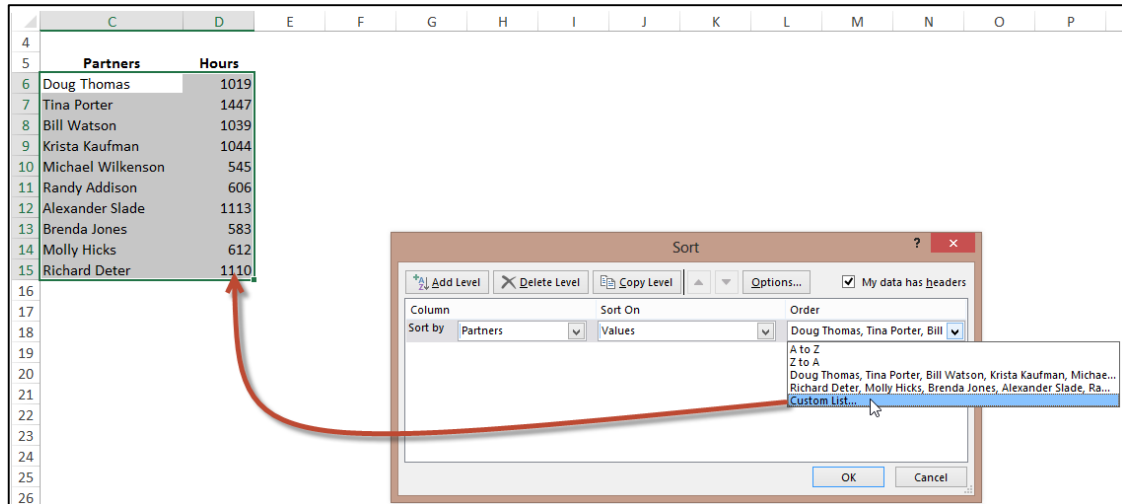 C D E F G H I J K L M N O P
4
5 Partners Hours
6 Doug Thomas 1019
7 Tina Porter 1447
8 Bill Watson 1039
9 Krista Kaufman 1044
10 Michael Wilkenson 545
11 Randy Addison 606
12 Alexander Slade 1113
13 Brenda Jones 583
14 Molly Hicks 612
15 Richard Deter 1110
16
17
18
19
20
21
22
23
24
25
26
Sort ? ×
Add Level Delete Level Copy Level Options... My data has headers
Column Sort On Order
Sort by Partners Values Doug Thomas, Tina Porter, Bill
A to Z
Z to A
Doug Thomas, Tina Porter, Bill Watson, Krista Kaufman, Michae...
Richard Deter, Molly Hicks, Brenda Jones, Alexander Slade, Ra...
Custom List...
OK Cancel